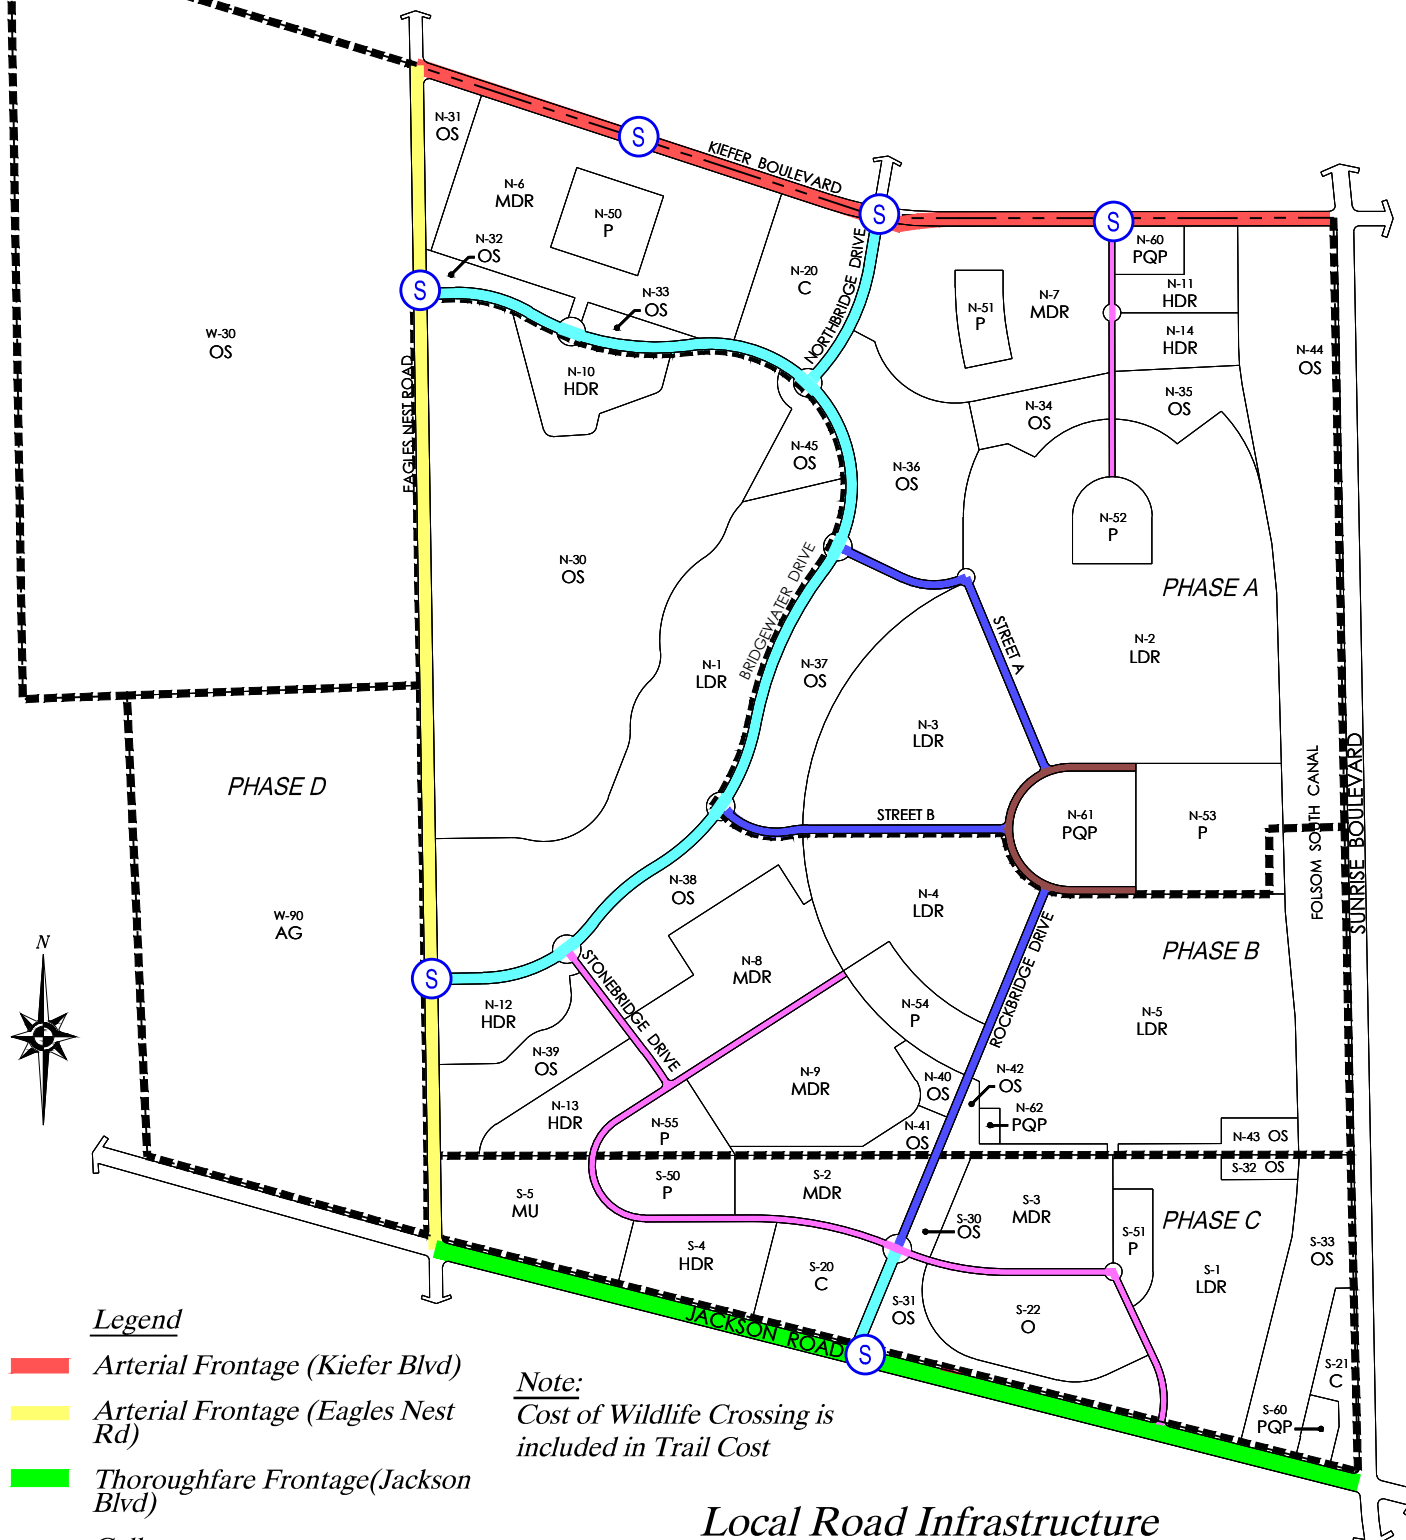 N-31
OS
S
KIEFER BOULEVARD
N-6
MDR
N-50
P
S
S
N-60
PQP
N-32
OS
N-20
C
NORTHBRIDGE DRIVE
N-51
P
N-7
MDR
N-11
HDR
S
N-33
OS
W-30
OS
N-14
HDR
N-44
OS
N-10
HDR
EAGLES NEST ROAD
N-34
OS
N-35
OS
N-45
OS
N-36
OS
N-52
P
N-30
OS
PHASE A
BRIDGEWATER DRIVE
STREET A
N-2
LDR
N-1
LDR
N-37
OS
N-3
LDR
PHASE D
STREET B
N-61
PQP
N-53
P
FOLSOM SOUTH CANAL
SUNRISE BOULEVARD
N-38
OS
N-4
LDR
W-90
AG
N
PHASE B
S
STONEBRIDGE DRIVE
N-8
MDR
ROCKBRIDGE DRIVE
N-12
HDR
N-54
P
N-5
LDR
N-39
OS
N-9
MDR
N-40
OS
N-42
OS
N-13
HDR
N-55
P
N-41
OS
N-62
PQP
N-43 OS
S-32 OS
S-5
MU
S-50
P
S-2
MDR
S-3
MDR
S-30
OS
S-51
P
PHASE C
S-33
OS
S-4
HDR
S-20
C
S-1
LDR
S-31
OS
S-22
O
JACKSON ROAD
S
S-21
C
S-60
PQP
Legend
Arterial Frontage (Kiefer Blvd)
Arterial Frontage (Eagles Nest
Rd)
Thoroughfare Frontage(Jackson
Blvd)
Note:
Cost of Wildlife Crossing is
included in Trail Cost
Local Road Infrastructure